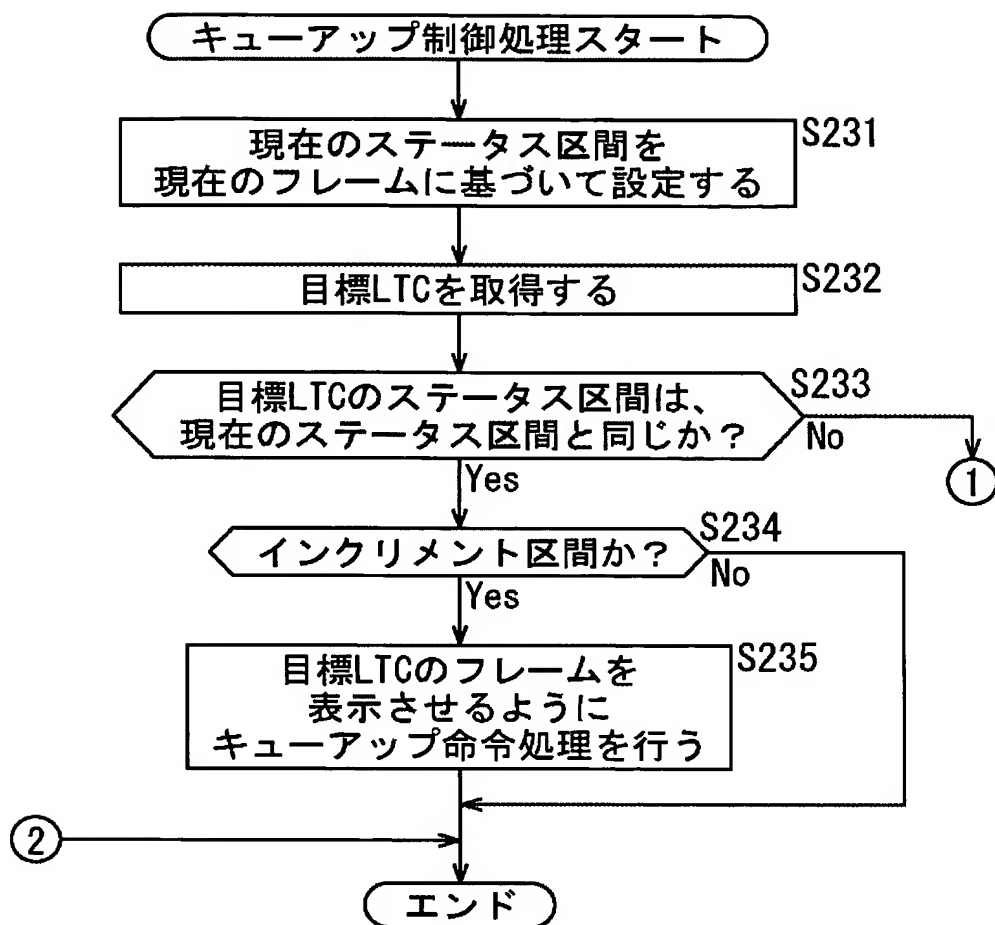 キューアップ制御処理スタート
現在のステータス区間を
現在のフレームに基づいて設定する
S231
目標LTCを取得する
S232
目標LTCのステータス区間は、
現在のステータス区間と同じか？
S233
No
①
Yes
インクリメント区間か？
S234
No
Yes
目標LTCのフレームを
表示させるように
キューアップ命令処理を行う
S235
②
エンド